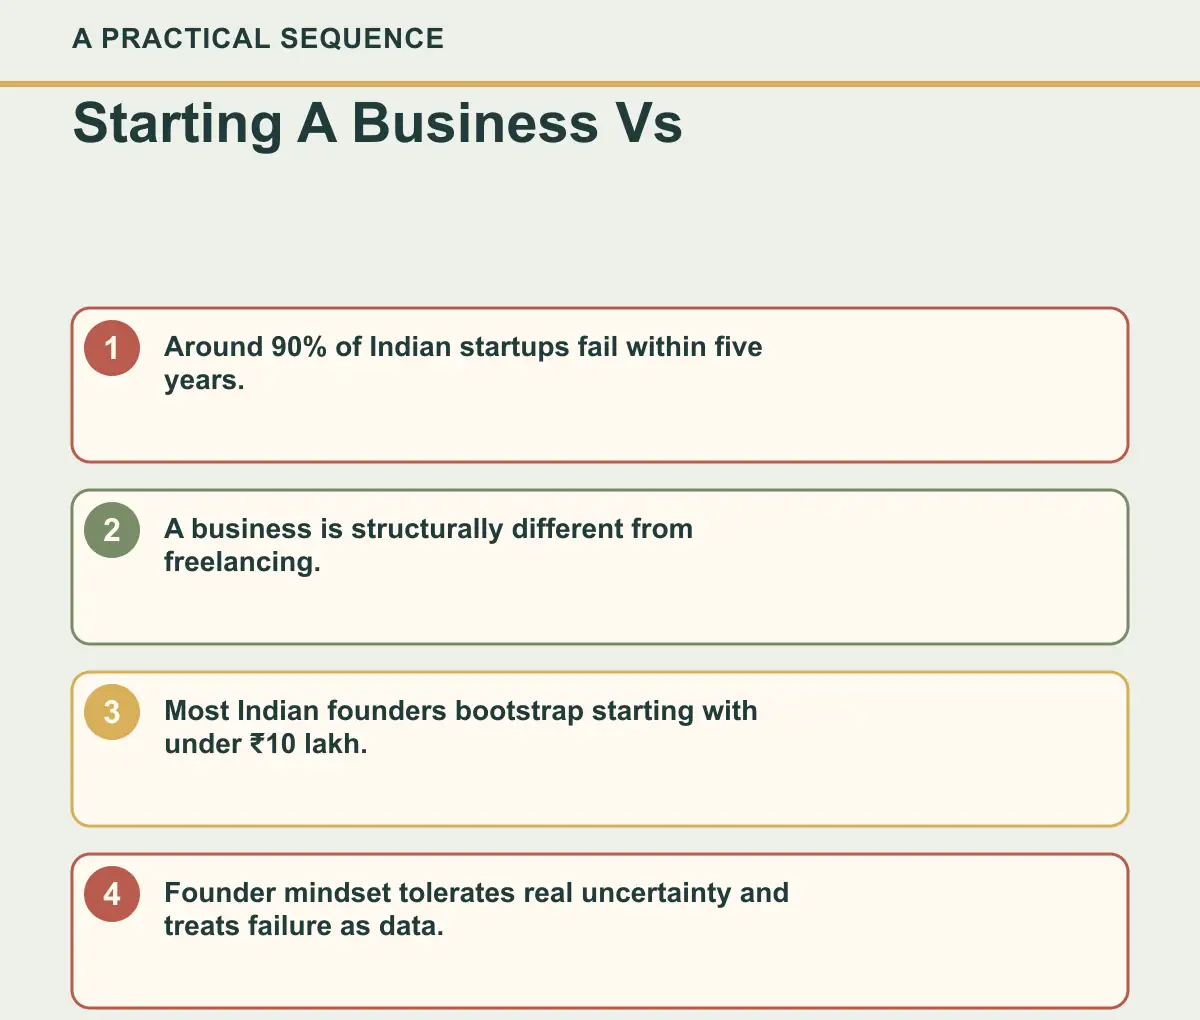 A PRACTICAL SEQUENCE
Starting A Business Vs
1
Around 90% of Indian startups fail within five
years.
2
A business is structurally different from
freelancing.
3
Most Indian founders bootstrap starting with
under ₹10 lakh.
4
Founder mindset tolerates real uncertainty and
treats failure as data.